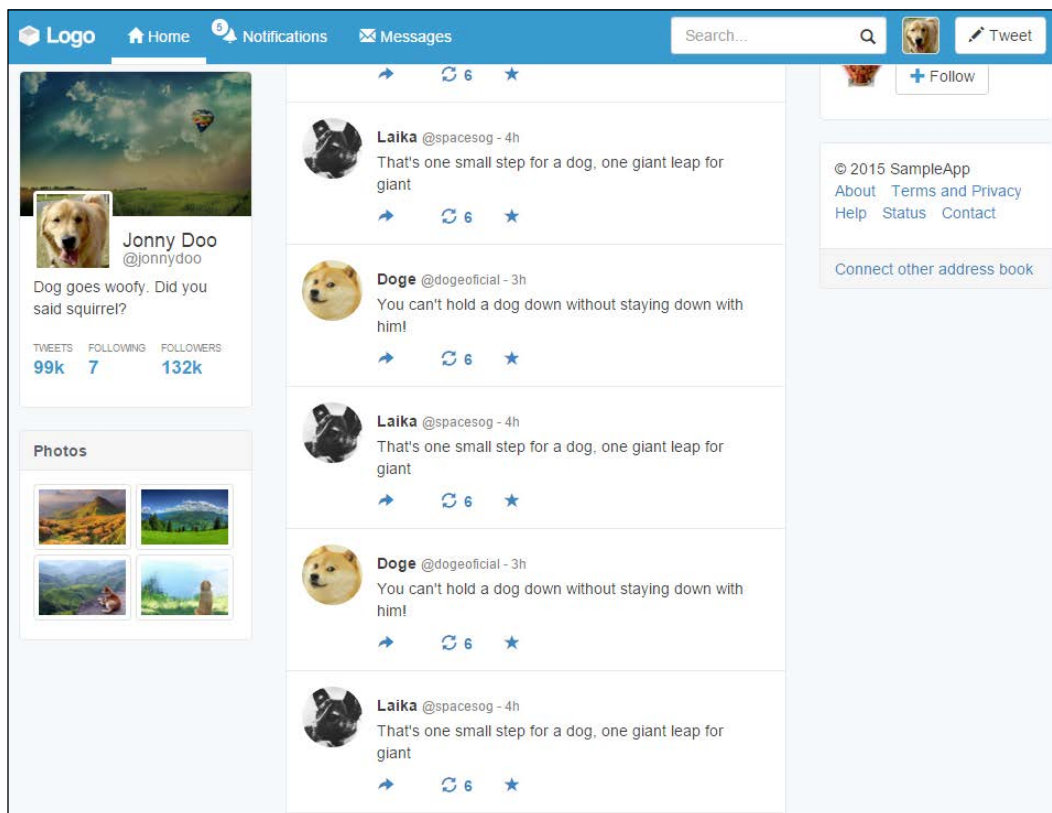 Logo
Home
5
Notifications
Messages
Search...
Tweet
Jonny Doo
@jonnydoo
Dog goes woofy. Did you
said squirrel?
TWEETS FOLLOWING FOLLOWERS
99k 7 132k
Photos
6
Laika @spacesog - 4h
That's one small step for a dog, one giant leap for
giant
6
Doge @dogeoficial - 3h
You can't hold a dog down without staying down with
him!
6
Laika @spacesog - 4h
That's one small step for a dog, one giant leap for
giant
6
Doge @dogeoficial - 3h
You can't hold a dog down without staying down with
him!
6
Laika @spacesog - 4h
That's one small step for a dog, one giant leap for
giant
6
+ Follow
© 2015 SampleApp
About Terms and Privacy
Help Status Contact
Connect other address book